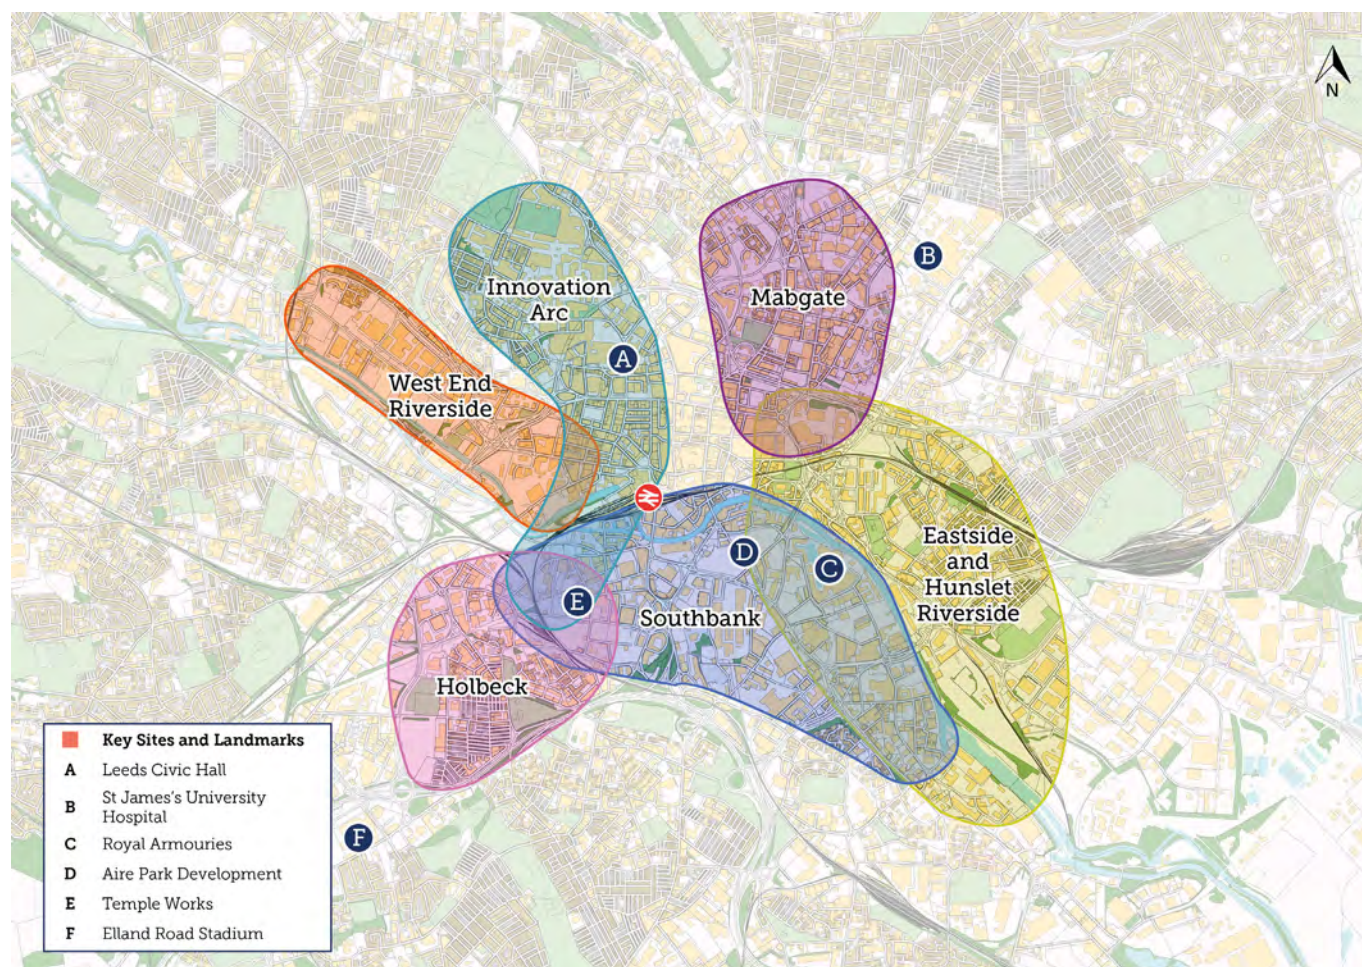 N
Innovation
Arc
Mabgate
B
A
West End
Riverside
Eastside
and
Hunslet
Riverside
D
C
E
Southbank
Holbeck
F
Key Sites and Landmarks
A Leeds Civic Hall
B St James's University
Hospital
C Royal Armouries
D Aire Park Development
E Temple Works
F Elland Road Stadium